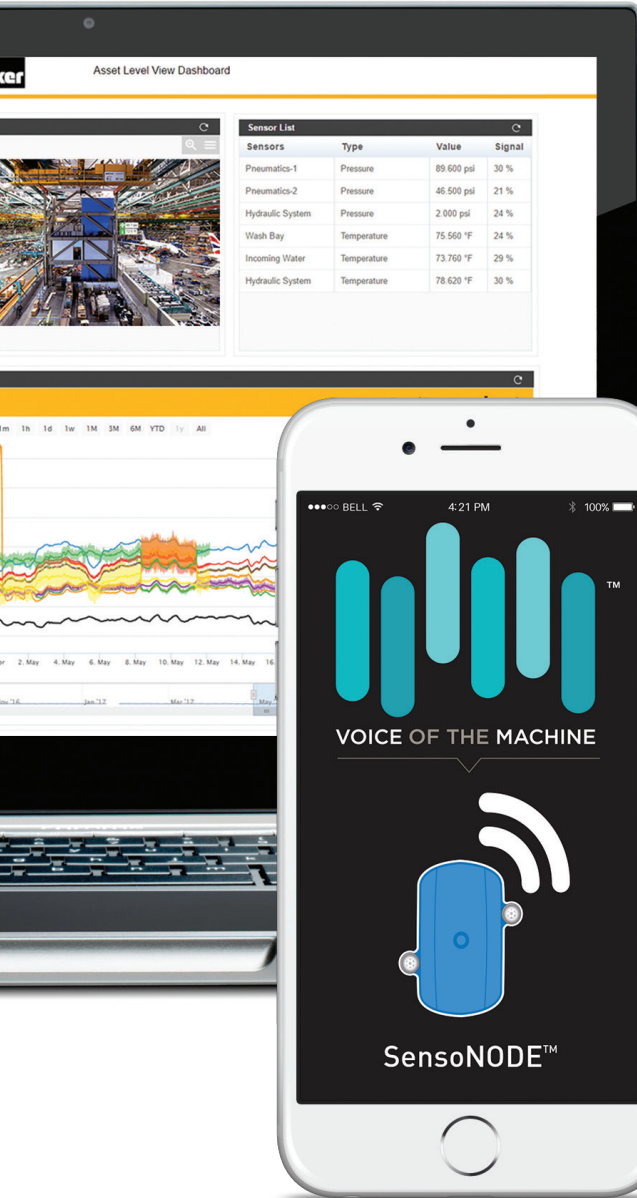 Asset Level View Dashboard
Sensor List
Sensors Type Value Signal
Pneumatics-1 Pressure 89.600 psi 30 %
Pneumatics-2 Pressure 46.500 psi 21 %
Hydraulic System Pressure 2.000 psi 24 %
Wash Bay Temperature 75.560 °F 24 %
Incoming Water Temperature 73.760 °F 29 %
Hydraulic System Temperature 78.620 °F 30 %
1h 1d 1w 1M 3M 6M YTD 1y All
2. May 4. May 6. May 8. May 10. May 12. May 14. May 16.
Jan '17 Mar '17 May
BELL 4:21 PM 100%
TM
VOICE OF THE MACHINE
SensoNODE™